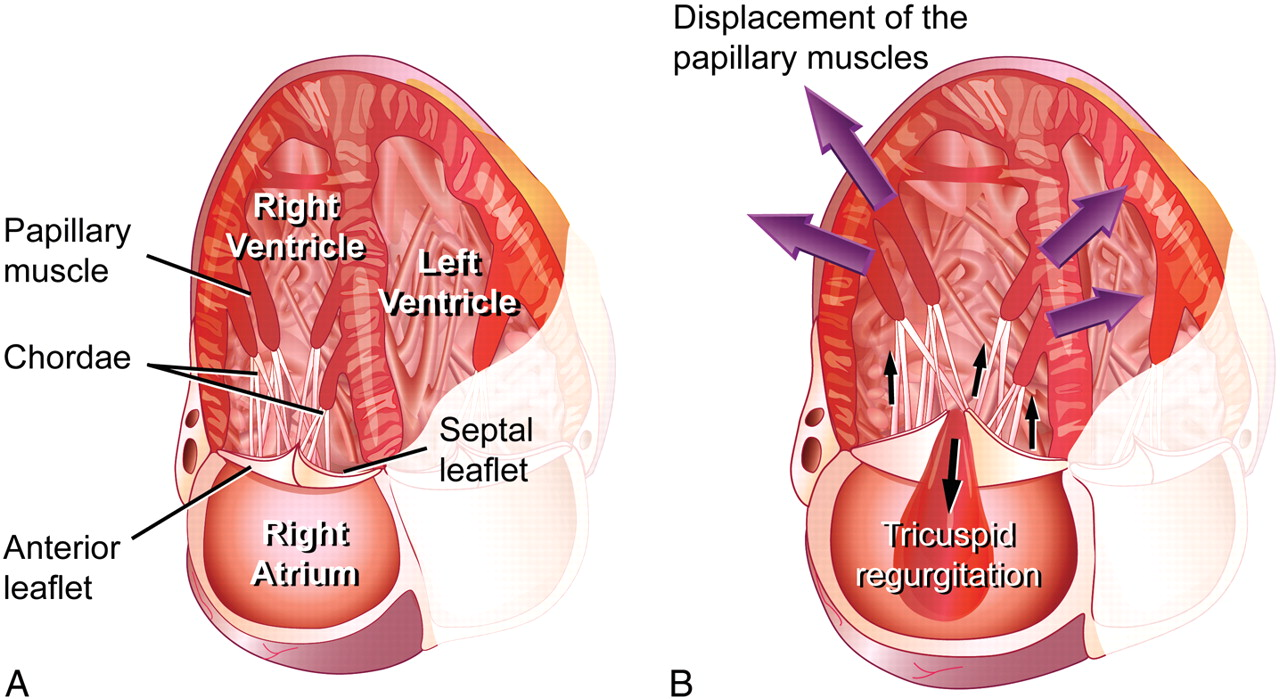 Papillary
muscle
Chordae
Anterior
leaflet
Right
Ventricle
Left
Ventricle
Septal
leaflet
Right
Atrium
A
Displacement of the
papillary muscles
Tricuspid
regurgitation
B